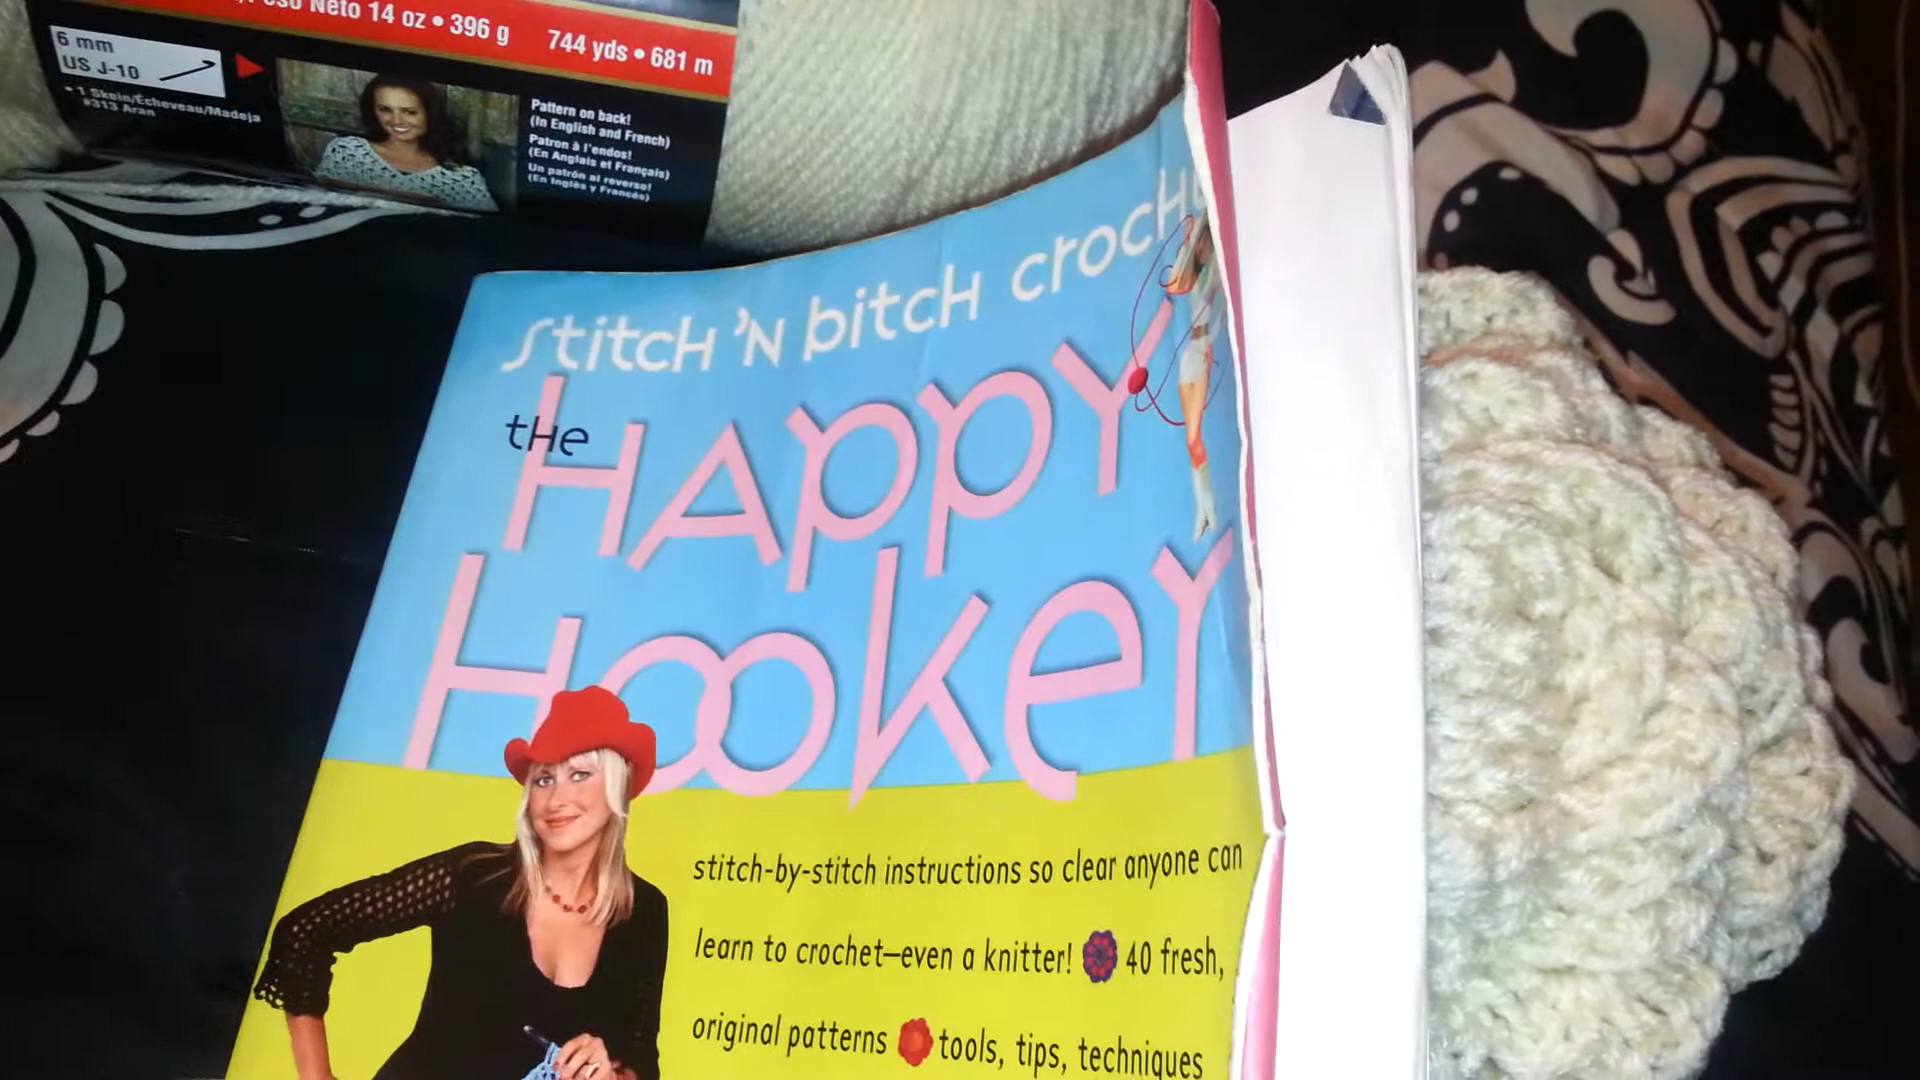 Peso Neto 14 oz • 396 g 744 yds • 681 m
6 mm
US J-10
• 1 Skein/Écheveau/Madeja
#313 Aran
Pattern on back!
(In English and French)
Patron à l'endos!
(En Anglais et Français)
Un patrón al reverso!
(En Inglés y Francés)
Stitch 'N bitch crochet
the
Happy
Hooker
stitch-by-stitch instructions so clear anyone can
learn to crochet—even a knitter! 40 fresh,
original patterns tools, tips, techniques